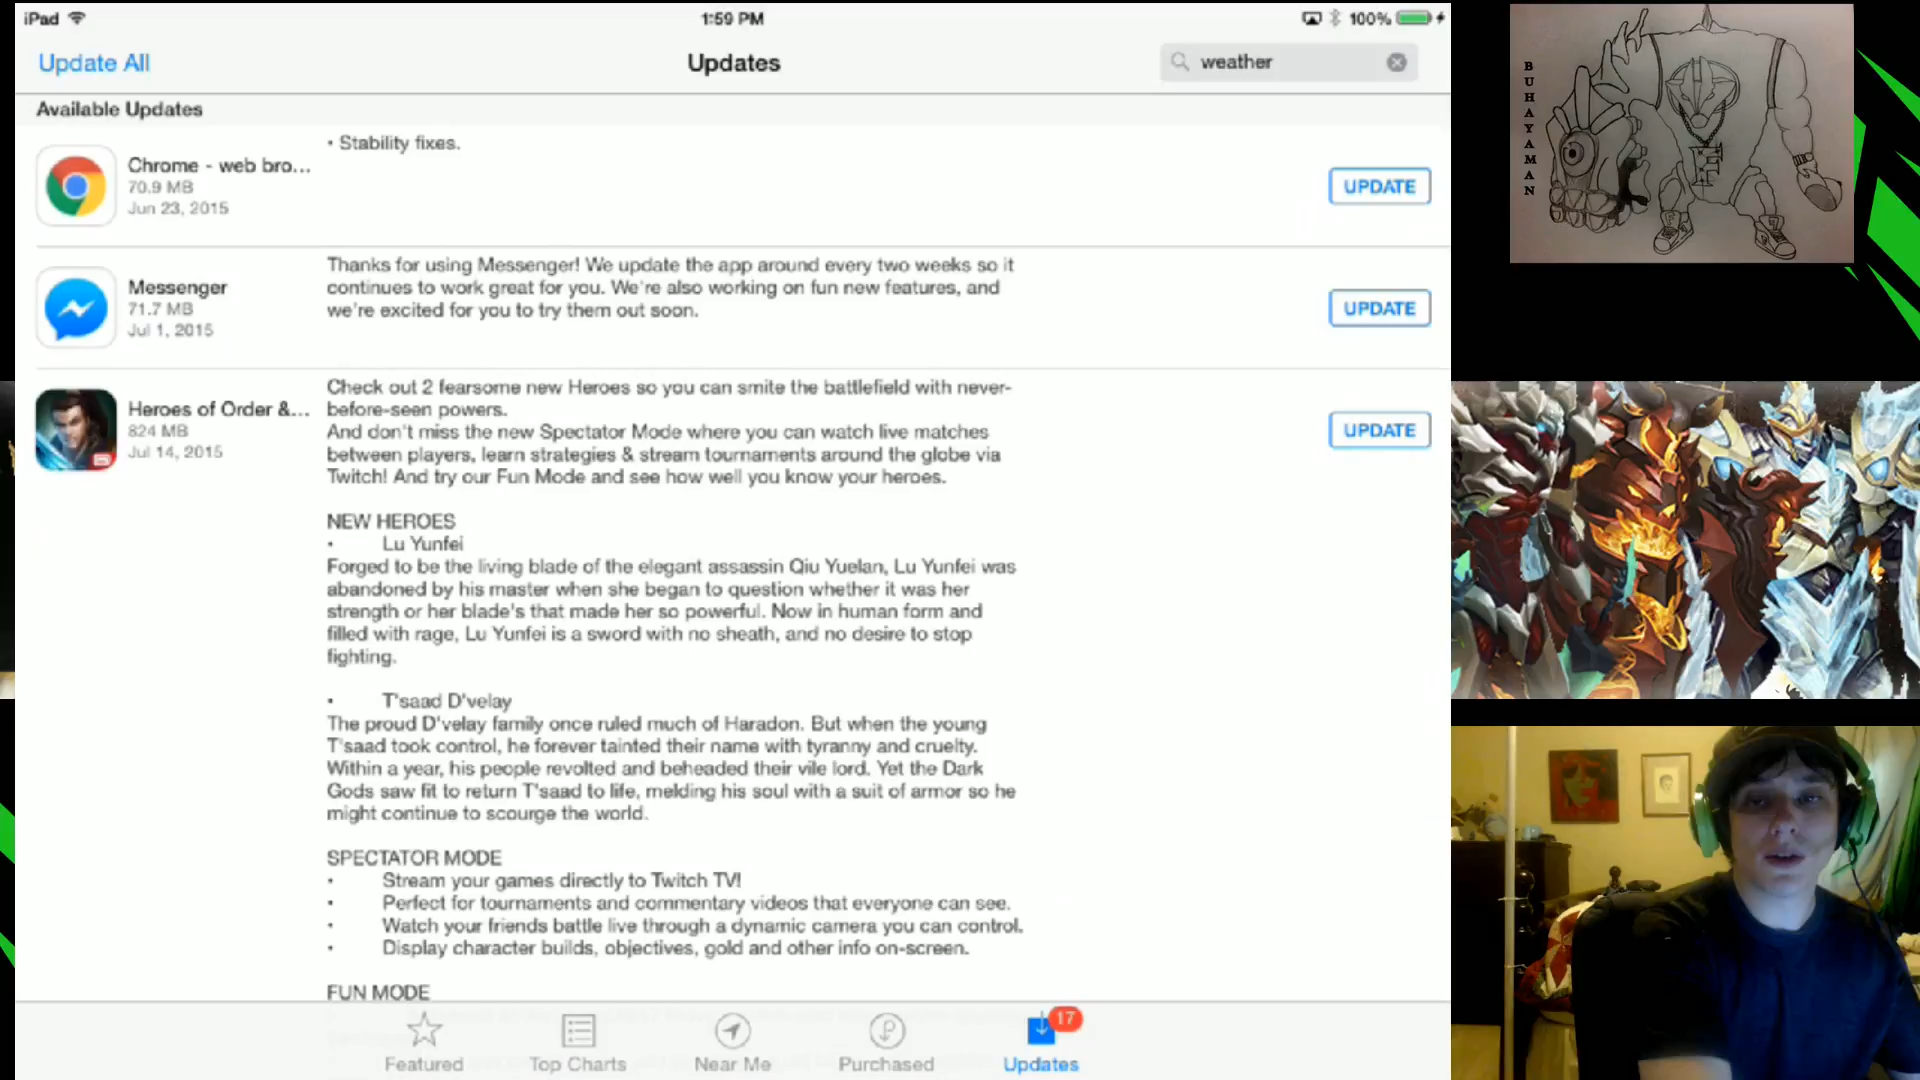 iPad 1:59 PM 100%
Update All Updates weather
Available Updates
• Stability fixes.
Chrome - web bro...
70.9 MB
Jun 23, 2015
UPDATE
Thanks for using Messenger! We update the app around every two weeks so it
continues to work great for you. We're also working on fun new features, and
we're excited for you to try them out soon.
Messenger
71.7 MB
Jul 1, 2015
UPDATE
Heroes of Order &...
824 MB
Jul 14, 2015
UPDATE
Check out 2 fearsome new Heroes so you can smite the battlefield with never-
before-seen powers.
And don't miss the new Spectator Mode where you can watch live matches
between players, learn strategies & stream tournaments around the globe via
Twitch! And try our Fun Mode and see how well you know your heroes.
NEW HEROES
• Lu Yunfei
Forged to be the living blade of the elegant assassin Qiu Yuelan, Lu Yunfei was
abandoned by his master when she began to question whether it was her
strength or her blade's that made her so powerful. Now in human form and
filled with rage, Lu Yunfei is a sword with no sheath, and no desire to stop
fighting.
• T'saad D'velay
The proud D'velay family once ruled much of Haradon. But when the young
T'saad took control, he forever tainted their name with tyranny and cruelty.
Within a year, his people revolted and beheaded their vile lord. Yet the Dark
Gods saw fit to return T'saad to life, melding his soul with a suit of armor so he
might continue to scourge the world.
SPECTATOR MODE
• Stream your games directly to Twitch TV!
• Perfect for tournaments and commentary videos that everyone can see.
• Watch your friends battle live through a dynamic camera you can control.
• Display character builds, objectives, gold and other info on-screen.
FUN MODE
Featured
Top Charts
Near Me
Purchased
17
Updates
BUHAYAMAN